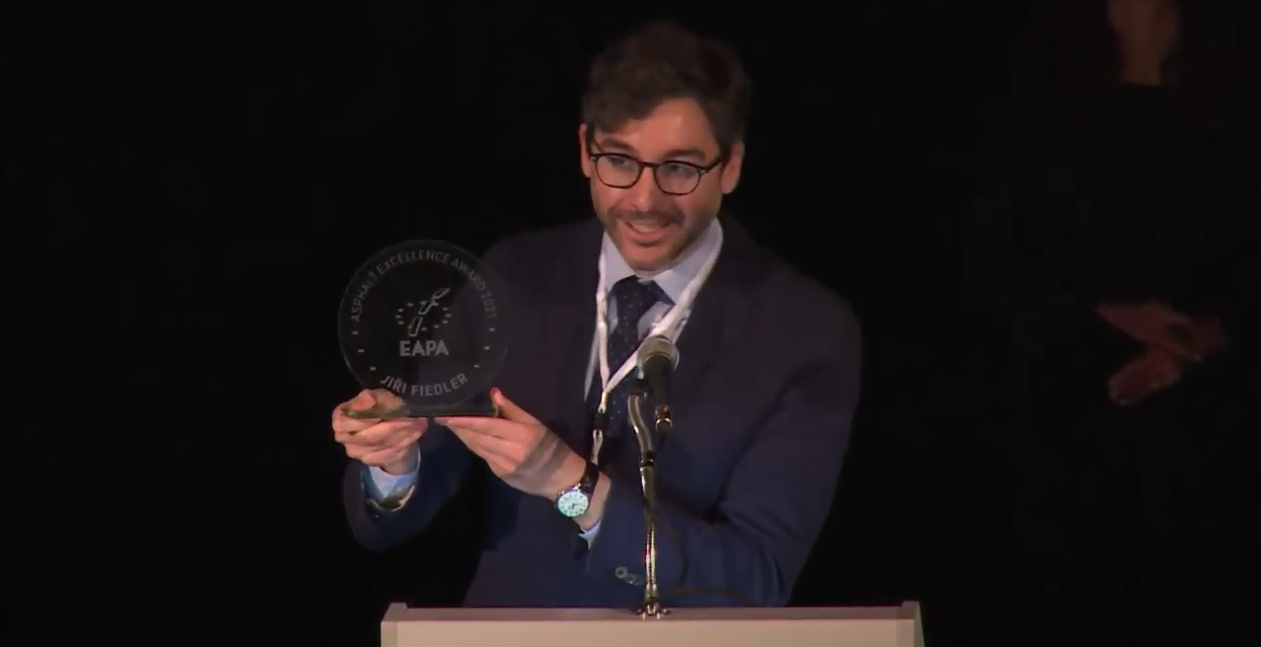 ASPHALT EXCELLENCE AWARD 2021
EAPA
JIŘÍ FIEDLER